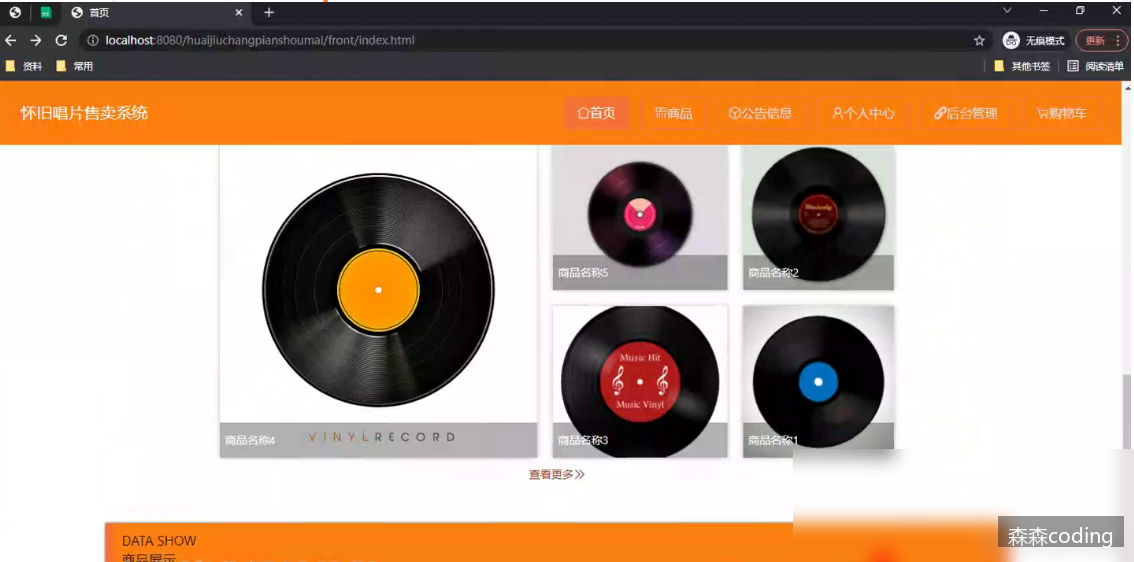 首页
localhost:8080/huaijiuchangpianshoumai/front/index.html
无痕模式
更新
资料
常用
其他书签
阅读清单
怀旧唱片售卖系统
首页
商品
公告信息
个人中心
后台管理
购物车
商品名称5
商品名称2
Music Hit
Music Vinyl
商品名称4
VINYLRECORD
商品名称3
商品名称1
查看更多
DATA SHOW
商品展示
森森coding